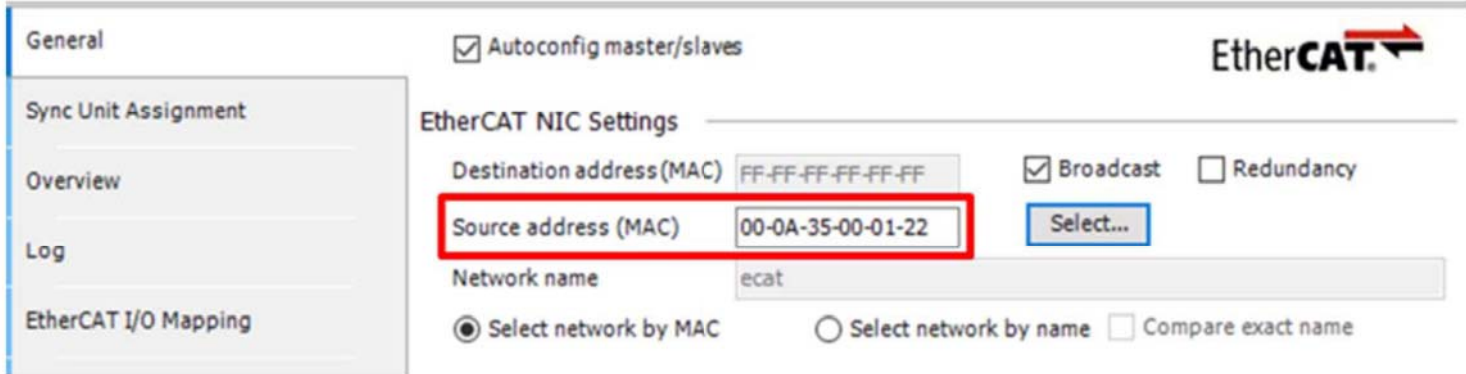 General
Autoconfig master/slaves
EtherCAT.
Sync Unit Assignment
EtherCAT NIC Settings
Overview
Destination address (MAC) FF-FF-FF-FF-FF-FF Broadcast Redundancy
Source address (MAC) 00-0A-35-00-01-22 Select...
Log
Network name ecat
EtherCAT I/O Mapping
Select network by MAC Select network by name Compare exact name